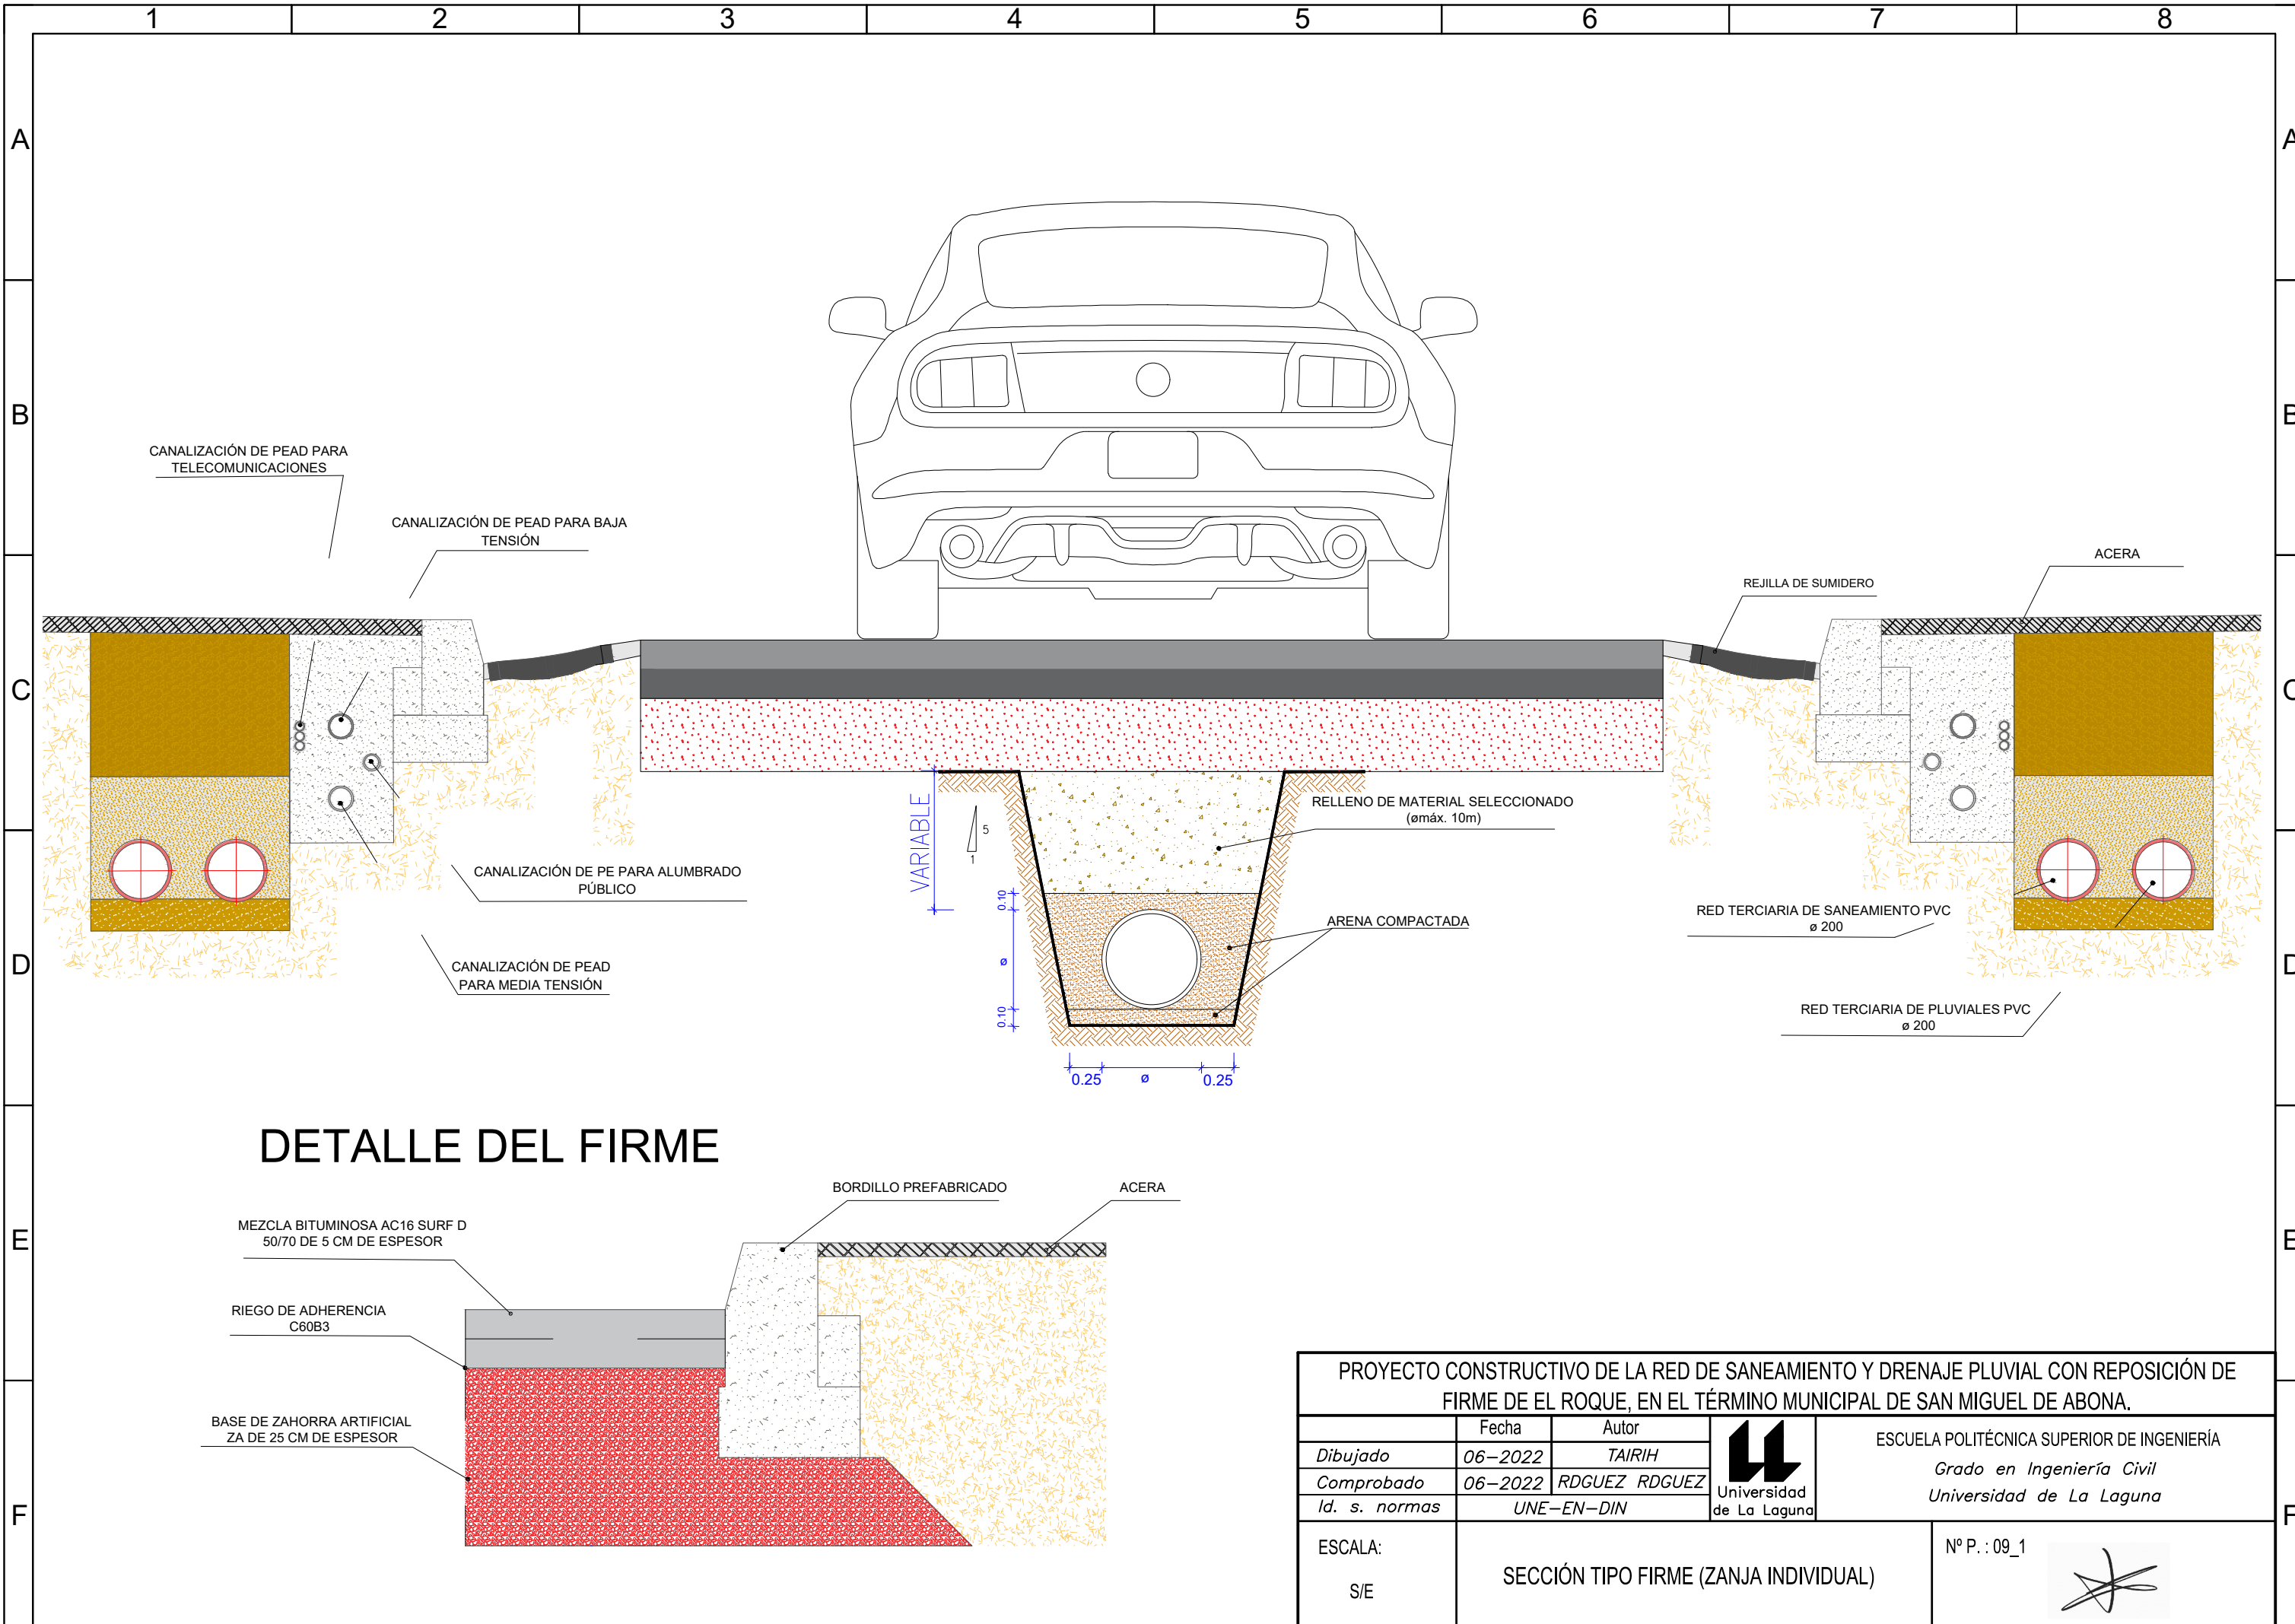 1 2 3 4 5 6 7 8
A
A
B
B
C
C
D
D
E
E
F
F
CANALIZACIÓN DE PEAD PARA
TELECOMUNICACIONES
CANALIZACIÓN DE PEAD PARA BAJA
TENSIÓN
ACERA
REJILLA DE SUMIDERO
VARIABLE
5
1
RELLENO DE MATERIAL SELECCIONADO
(ømáx. 10m)
CANALIZACIÓN DE PE PARA ALUMBRADO
PÚBLICO
0.10
ø
0.10
ARENA COMPACTADA
RED TERCIARIA DE SANEAMIENTO PVC
ø 200
CANALIZACIÓN DE PEAD
PARA MEDIA TENSIÓN
RED TERCIARIA DE PLUVIALES PVC
ø 200
0.25 ø 0.25
DETALLE DEL FIRME
BORDILLO PREFABRICADO
ACERA
MEZCLA BITUMINOSA AC16 SURF D
50/70 DE 5 CM DE ESPESOR
RIEGO DE ADHERENCIA
C60B3
BASE DE ZAHORRA ARTIFICIAL
ZA DE 25 CM DE ESPESOR
PROYECTO CONSTRUCTIVO DE LA RED DE SANEAMIENTO Y DRENAJE PLUVIAL CON REPOSICIÓN DE
FIRME DE EL ROQUE, EN EL TÉRMINO MUNICIPAL DE SAN MIGUEL DE ABONA.
Fecha Autor
Dibujado 06-2022 TAIRIH
Comprobado 06-2022 RDGUEZ RDGUEZ
Id. s. normas UNE-EN-DIN
Universidad
de La Laguna
ESCUELA POLITÉCNICA SUPERIOR DE INGENIERÍA
Grado en Ingeniería Civil
Universidad de La Laguna
ESCALA:
S/E
SECCIÓN TIPO FIRME (ZANJA INDIVIDUAL)
Nº P. : 09_1